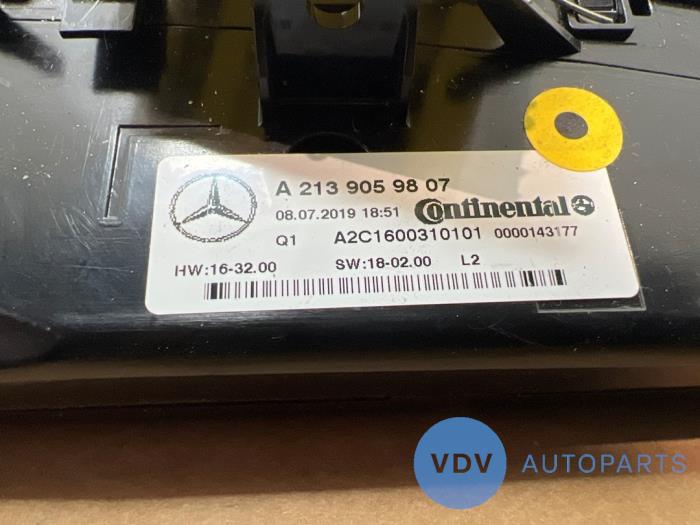 A 213 905 98 07
08.07.2019 18:51 Continental
Q1 A2C1600310101 0000143177
HW:16-32.00 SW:18-02.00 L2
VDV AUTOPARTS